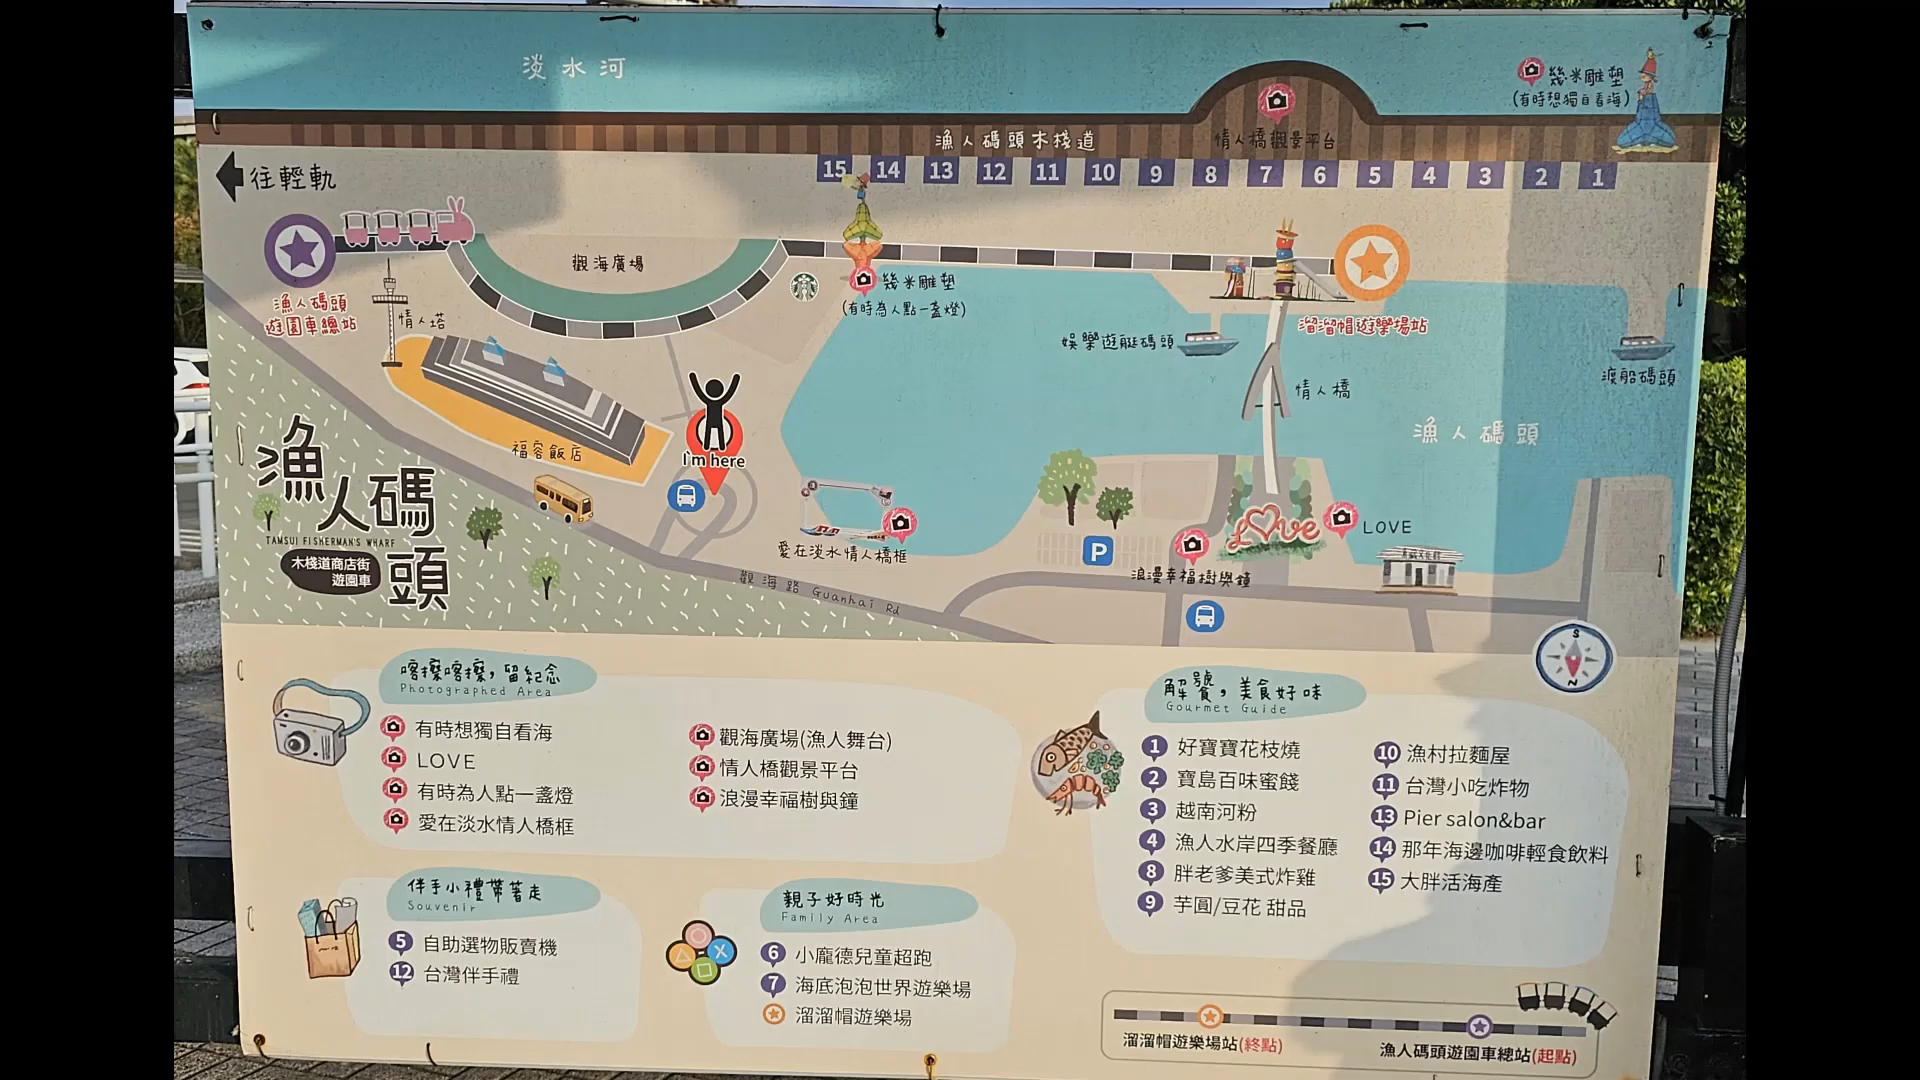 淡水河
幾米雕塑
(有時想獨自看海)
漁人碼頭木棧道
情人橋觀景平台
15 14 13 12 11 10 9 8 7 6 5 4 3 2 1
往輕軌
觀海廣場
幾米雕塑
(有時為人點一盞燈)
漁人碼頭
遊園車總站
情人塔
溜溜帽遊樂場站
娛樂遊艇碼頭
渡船碼頭
情人橋
漁人碼頭
福容飯店
I'm here
漁人碼頭
TAMSUI FISHERMAN'S WHARF
木棧道商店街
遊園車
愛在淡水情人橋框
P
LOVE
LOVE
浪漫幸福樹與鐘
觀海路 Guanhai Rd
S
N
喀擦喀擦，留紀念
Photographed Area
有時想獨自看海
LOVE
有時為人點一盞燈
愛在淡水情人橋框
觀海廣場(漁人舞台)
情人橋觀景平台
浪漫幸福樹與鐘
解饞，美食好味
Gourmet Guide
1 好寶寶花枝燒
2 寶島百味蜜餞
3 越南河粉
4 漁人水岸四季餐廳
8 胖老爹美式炸雞
9 芋圓/豆花 甜品
10 漁村拉麵屋
11 台灣小吃炸物
13 Pier salon&bar
14 那年海邊咖啡輕食飲料
15 大胖活海產
伴手小禮帶著走
Souvenir
5 自助選物販賣機
12 台灣伴手禮
親子好時光
Family Area
6 小龐德兒童超跑
7 海底泡泡世界遊樂場
溜溜帽遊樂場
溜溜帽遊樂場站(終點)
漁人碼頭遊園車總站(起點)